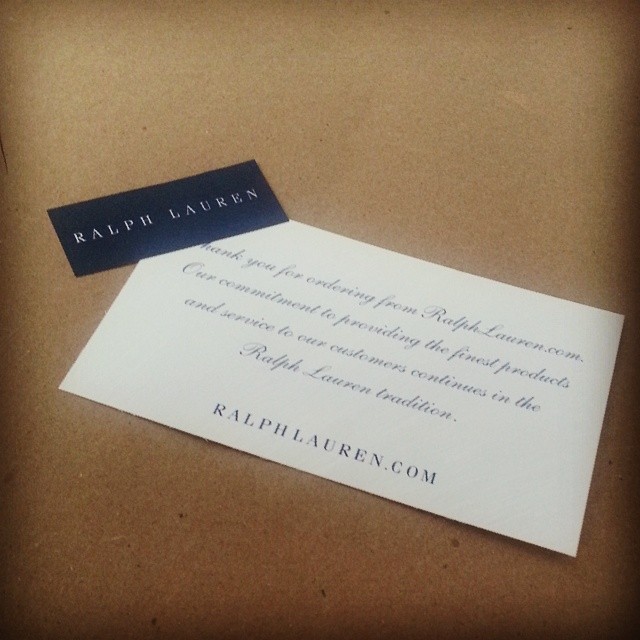 RALPH LAUREN
hank you for ordering from RalphLauren.com.
Our commitment to providing the finest products
and service to our customers continues in the
Ralph Lauren tradition.
RALPHLAUREN.COM